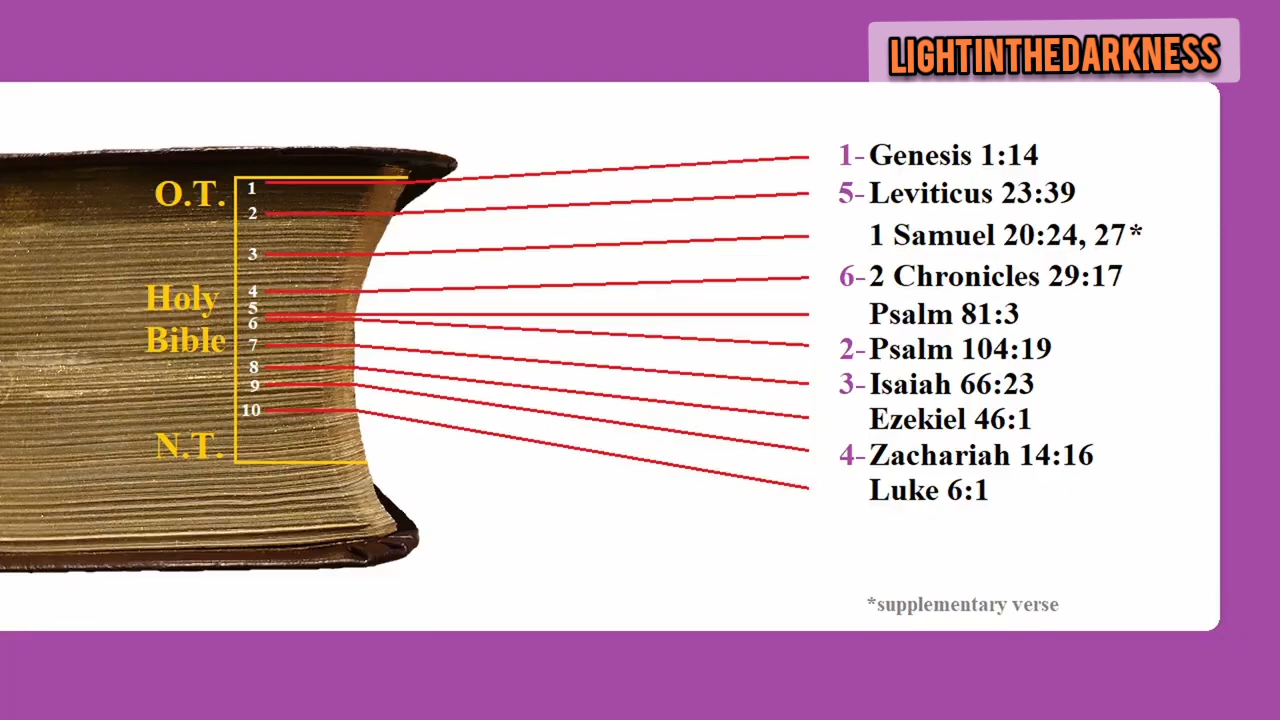 LIGHTINTHEDARKNESS
O.T.
Holy
Bible
N.T.
1
2
3
4
5
6
7
8
9
10
1-Genesis 1:14
5-Leviticus 23:39
1 Samuel 20:24, 27*
6-2 Chronicles 29:17
Psalm 81:3
2-Psalm 104:19
3-Isaiah 66:23
Ezekiel 46:1
4-Zachariah 14:16
Luke 6:1
*supplementary verse